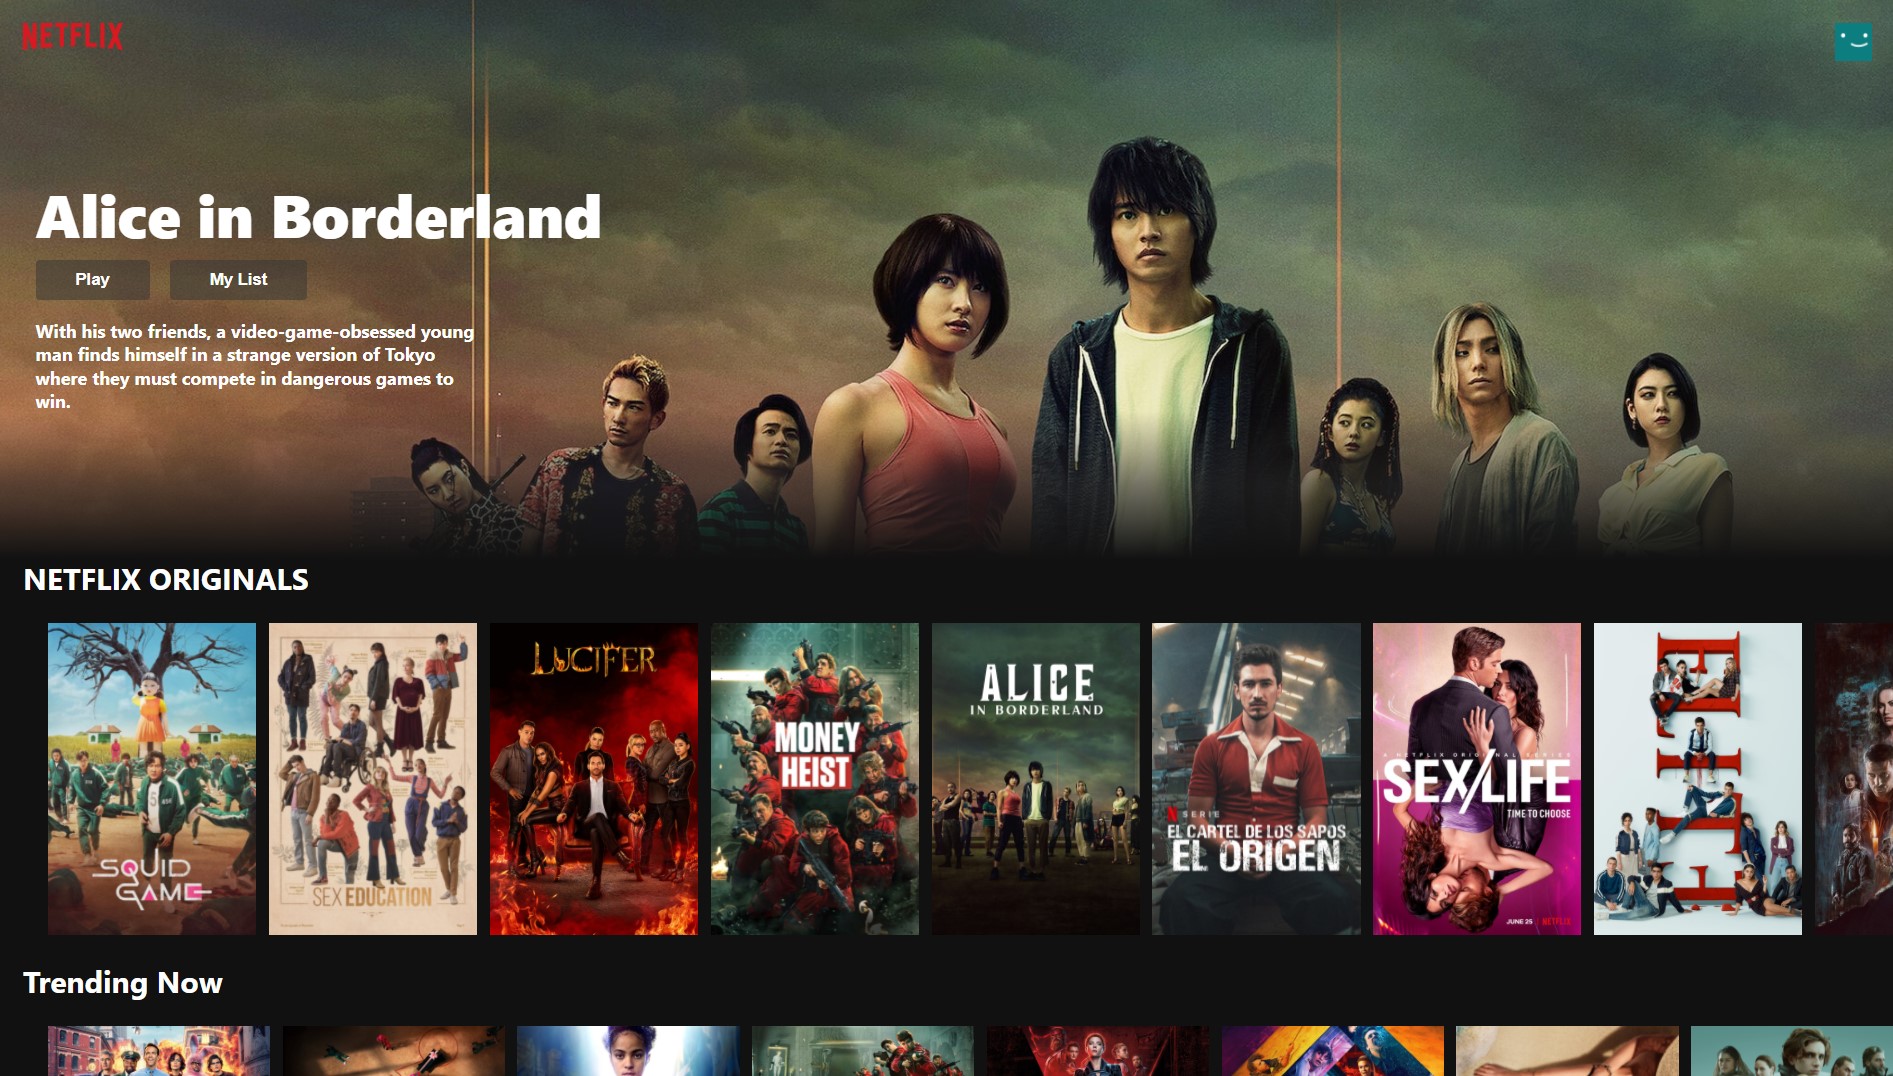 NETFLIX
Alice in Borderland
Play
My List
With his two friends, a video-game-obsessed young
man finds himself in a strange version of Tokyo
where they must compete in dangerous games to
win.
NETFLIX ORIGINALS
SQUID
GAME
SEX EDUCATION
LUCIFER
MONEY
HEIST
ALICE
IN BORDERLAND
N SERIE
EL CARTEL DE LOS SAPOS
EL ORIGEN
A NETFLIX ORIGINAL SERIES
SEX/LIFE
TIME TO CHOOSE
JUNE 25
NETFLIX
ELITE
Trending Now